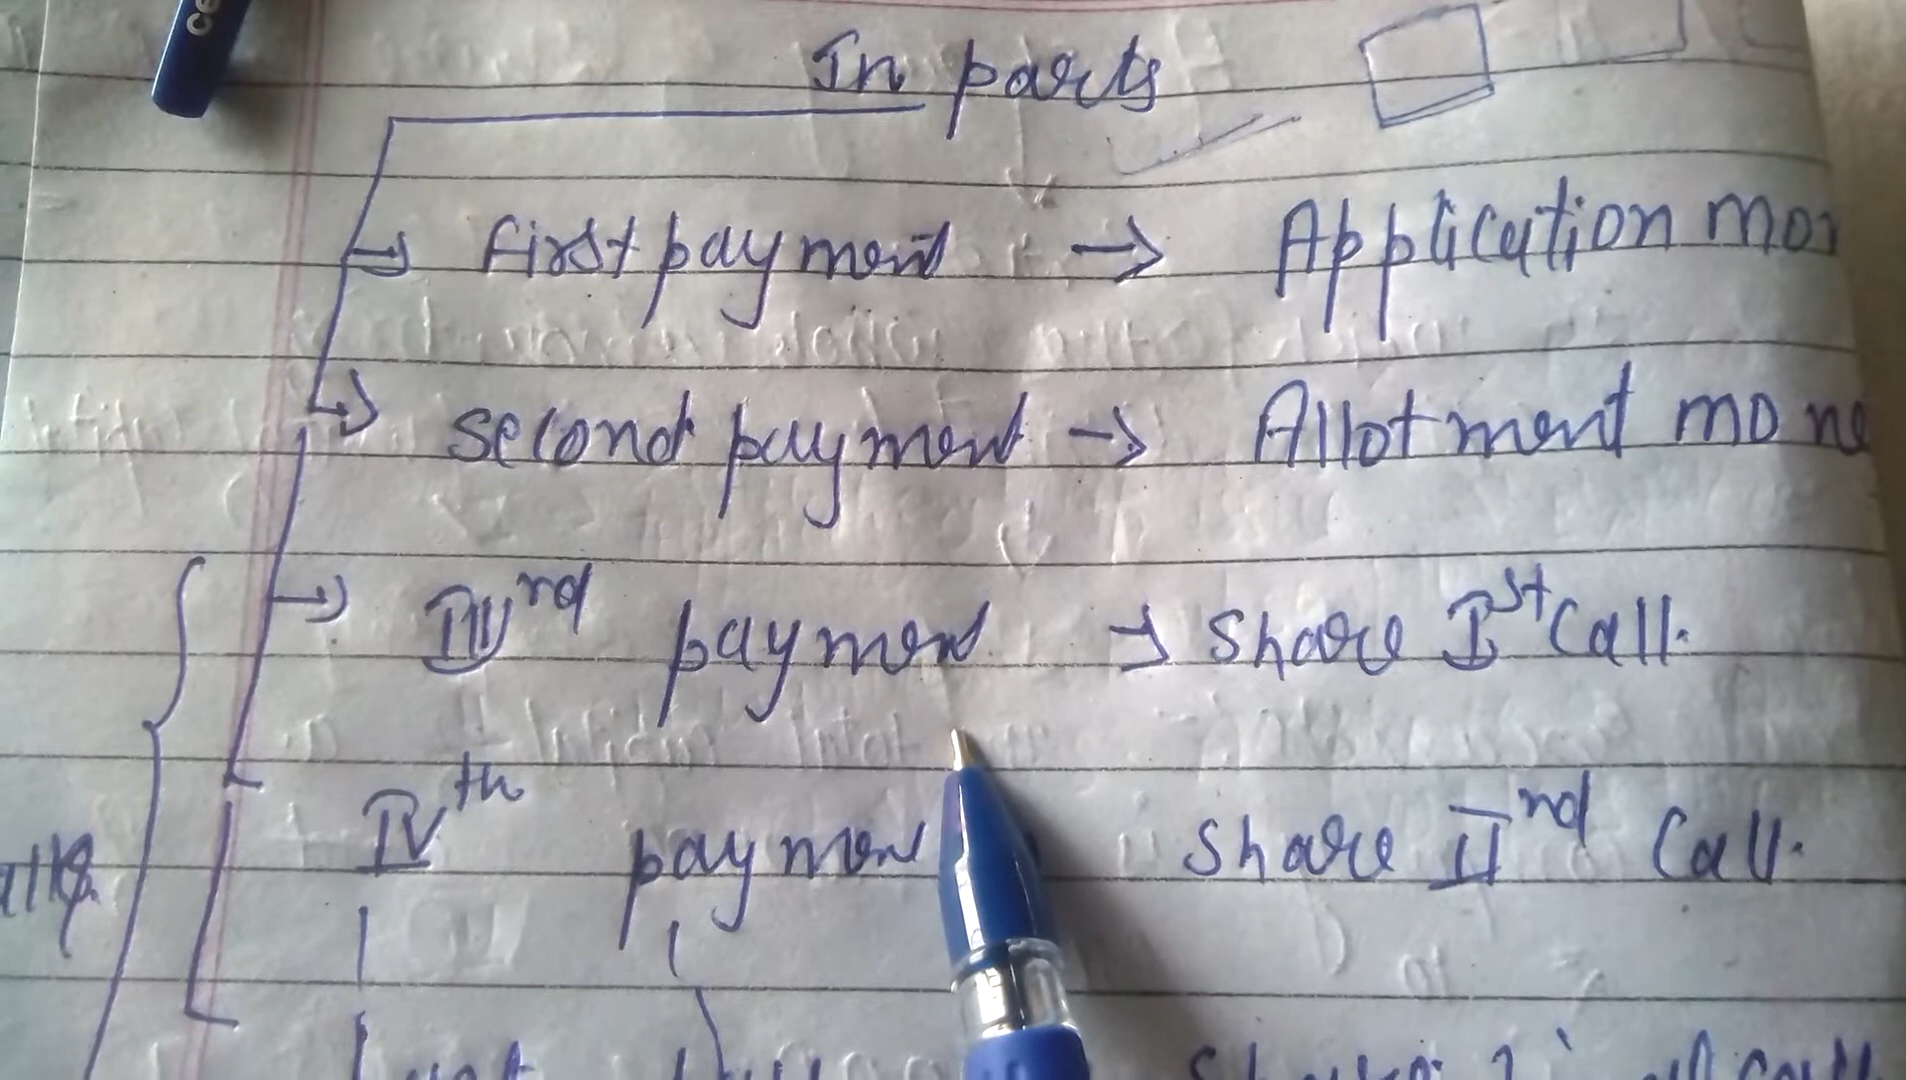 In parts
First payment → Application mon
Second payment → Allotment mone
IIIrd payment → Share Ist Call.
IVth paymen Share IInd Call.